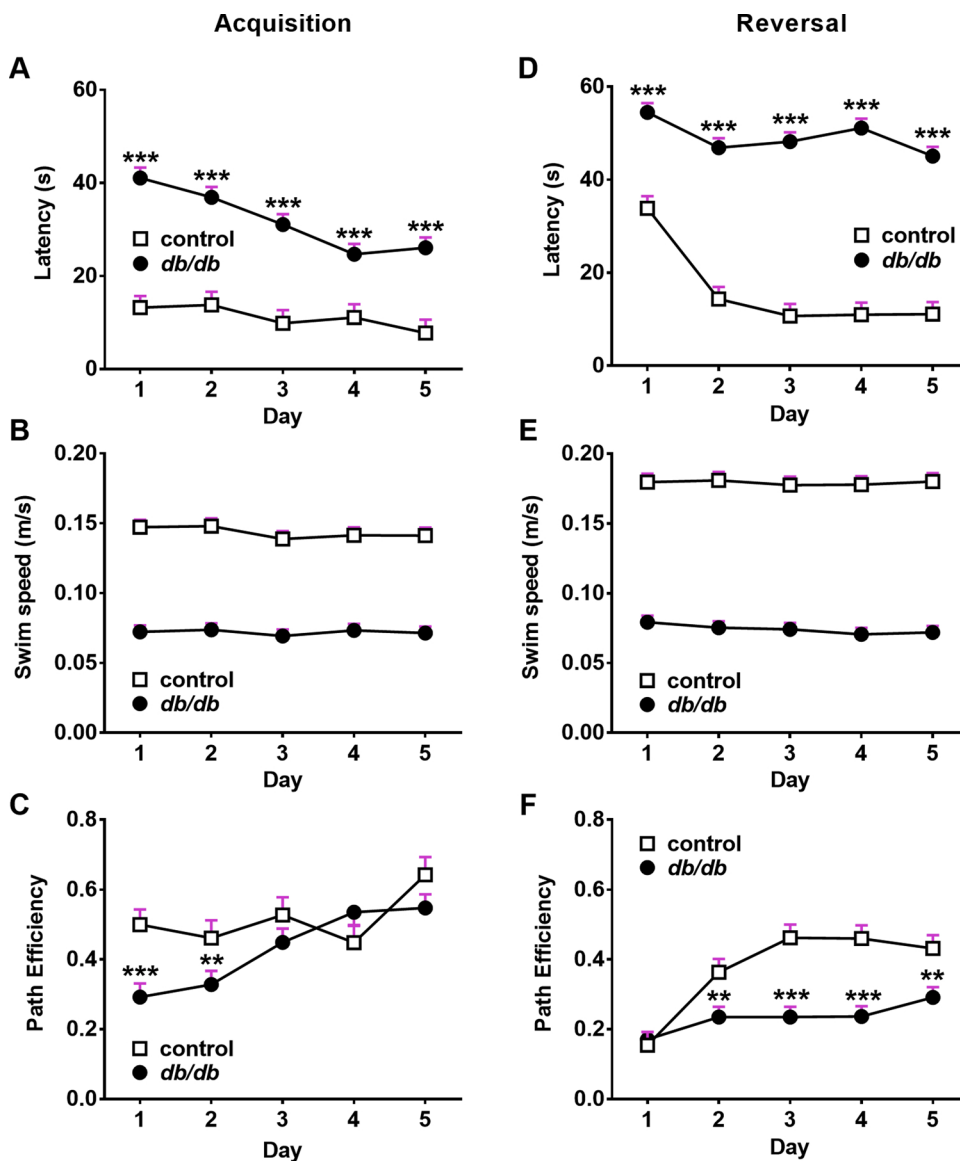 Acquisition
A
60
40
20
0
Latency (s)
*** *** *** *** ***
control
db/db
1 2 3 4 5
Day
B
0.20
0.15
0.10
0.05
0.00
Swim speed (m/s)
control
db/db
1 2 3 4 5
Day
C
0.8
0.6
0.4
0.2
0.0
Path Efficiency
*** **
control
db/db
1 2 3 4 5
Day
Reversal
D
60
40
20
0
Latency (s)
*** *** *** *** ***
control
db/db
1 2 3 4 5
Day
E
0.20
0.15
0.10
0.05
0.00
Swim speed (m/s)
control
db/db
1 2 3 4 5
Day
F
0.8
0.6
0.4
0.2
0.0
Path Efficiency
control
db/db
** *** *** **
1 2 3 4 5
Day